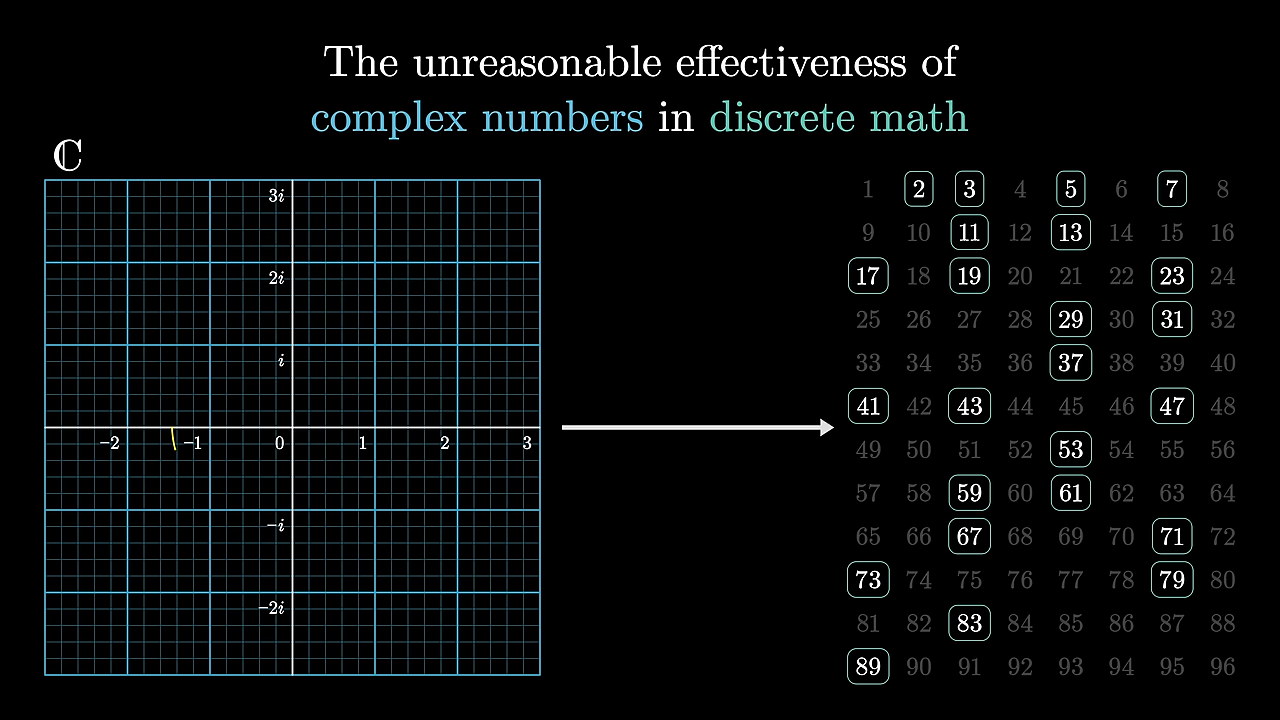 The unreasonable effectiveness of
complex numbers in discrete math
ℂ
3i
2i
i
−2 −1 0 1 2 3
−i
−2i
1 2 3 4 5 6 7 8
9 10 11 12 13 14 15 16
17 18 19 20 21 22 23 24
25 26 27 28 29 30 31 32
33 34 35 36 37 38 39 40
41 42 43 44 45 46 47 48
49 50 51 52 53 54 55 56
57 58 59 60 61 62 63 64
65 66 67 68 69 70 71 72
73 74 75 76 77 78 79 80
81 82 83 84 85 86 87 88
89 90 91 92 93 94 95 96